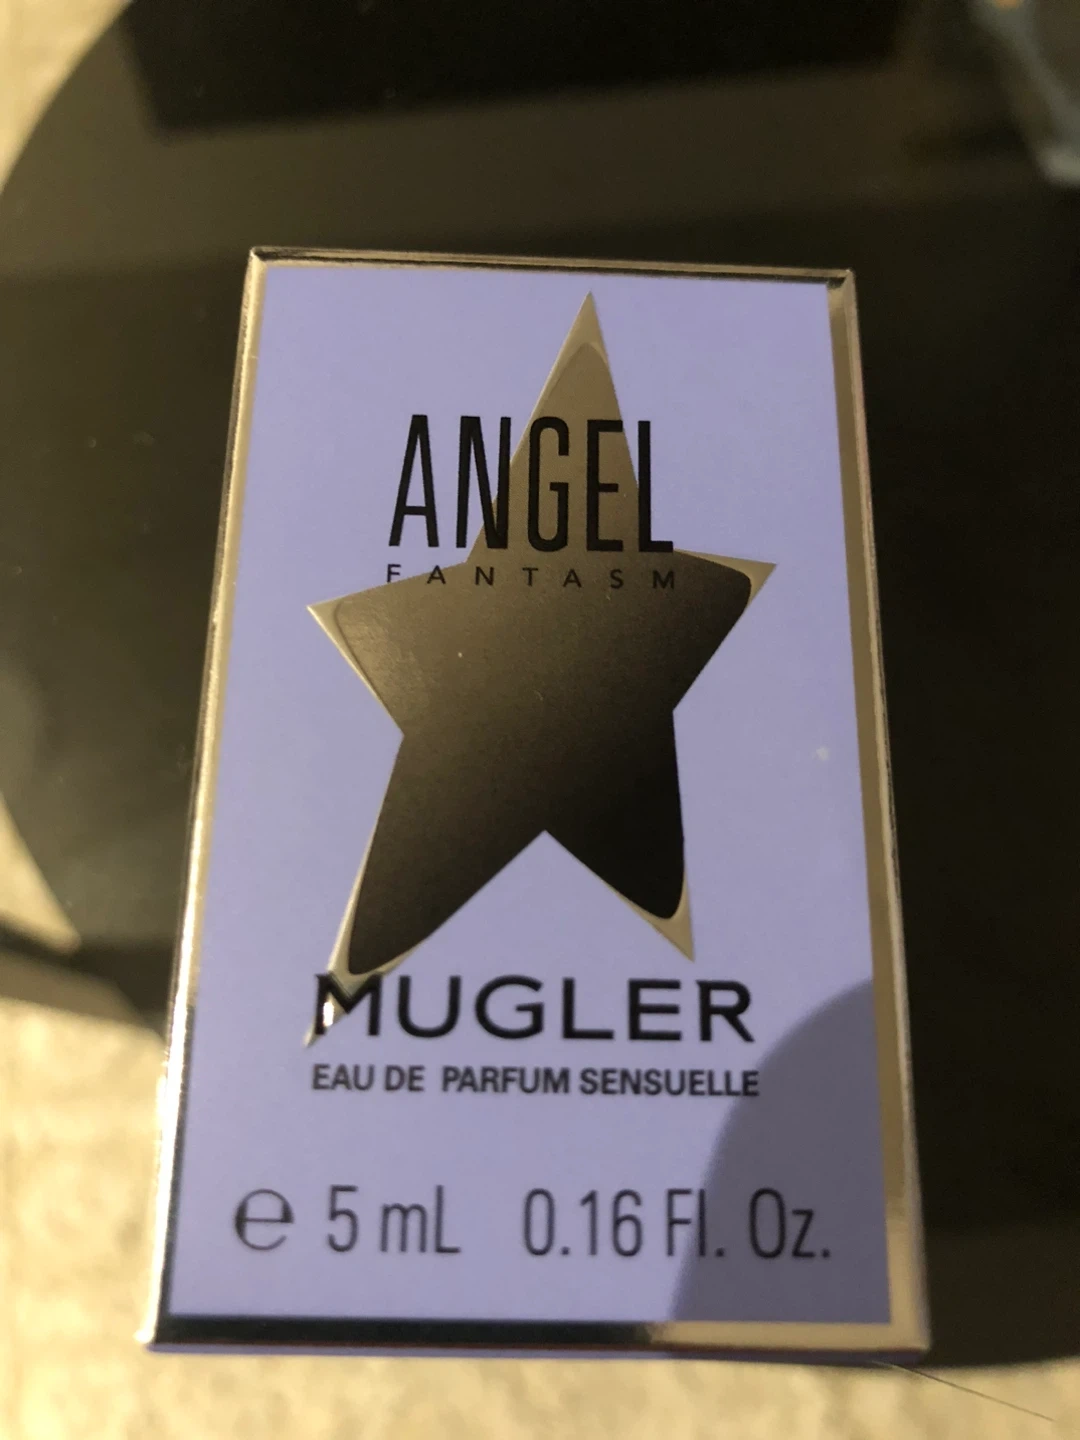 ANGEL
FANTASM
MUGLER
EAU DE PARFUM SENSUELLE
℮ 5 mL 0.16 Fl. Oz.